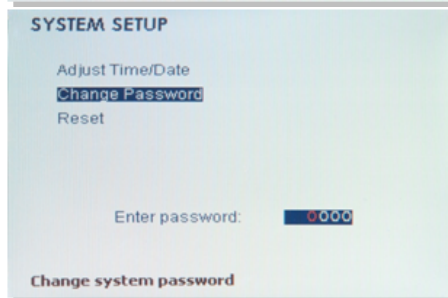 SYSTEM SETUP
Adjust Time/Date
Change Password
Reset
Enter password: 0000
Change system password